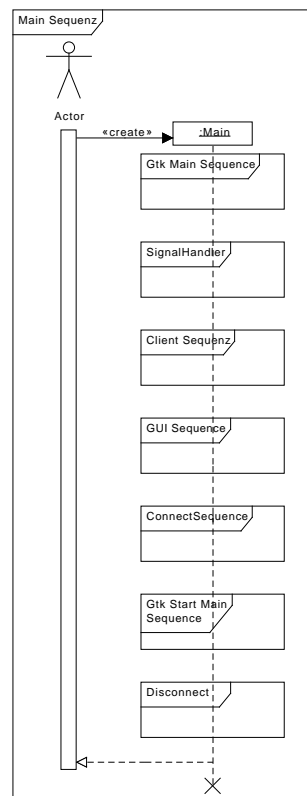 Main Sequenz
Actor
«create»
:Main
Gtk Main Sequence
SignalHandler
Client Sequenz
GUI Sequence
ConnectSequence
Gtk Start Main
Sequence
Disconnect